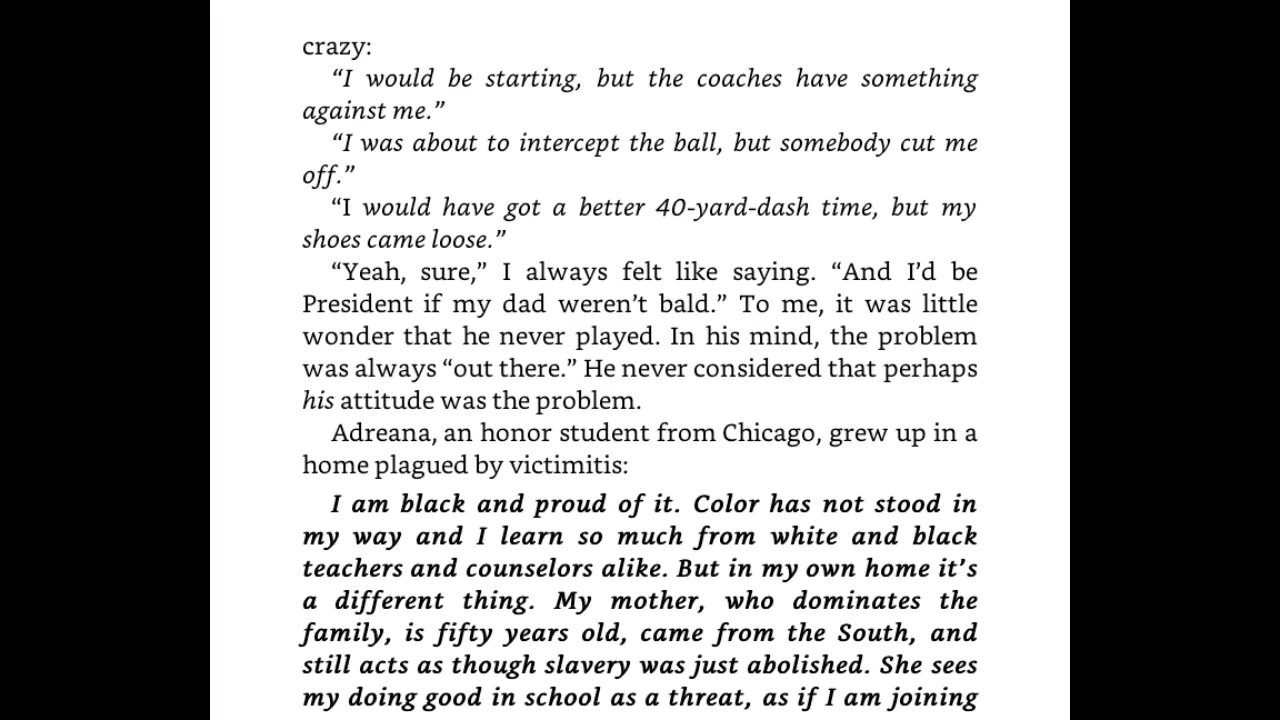 crazy:
“I would be starting, but the coaches have something
against me.”
“I was about to intercept the ball, but somebody cut me
off.”
“I would have got a better 40-yard-dash time, but my
shoes came loose.”
“Yeah, sure,” I always felt like saying. “And I’d be
President if my dad weren’t bald.” To me, it was little
wonder that he never played. In his mind, the problem
was always “out there.” He never considered that perhaps
his attitude was the problem.
Adreana, an honor student from Chicago, grew up in a
home plagued by victimitis:
I am black and proud of it. Color has not stood in
my way and I learn so much from white and black
teachers and counselors alike. But in my own home it’s
a different thing. My mother, who dominates the
family, is fifty years old, came from the South, and
still acts as though slavery was just abolished. She sees
my doing good in school as a threat, as if I am joining